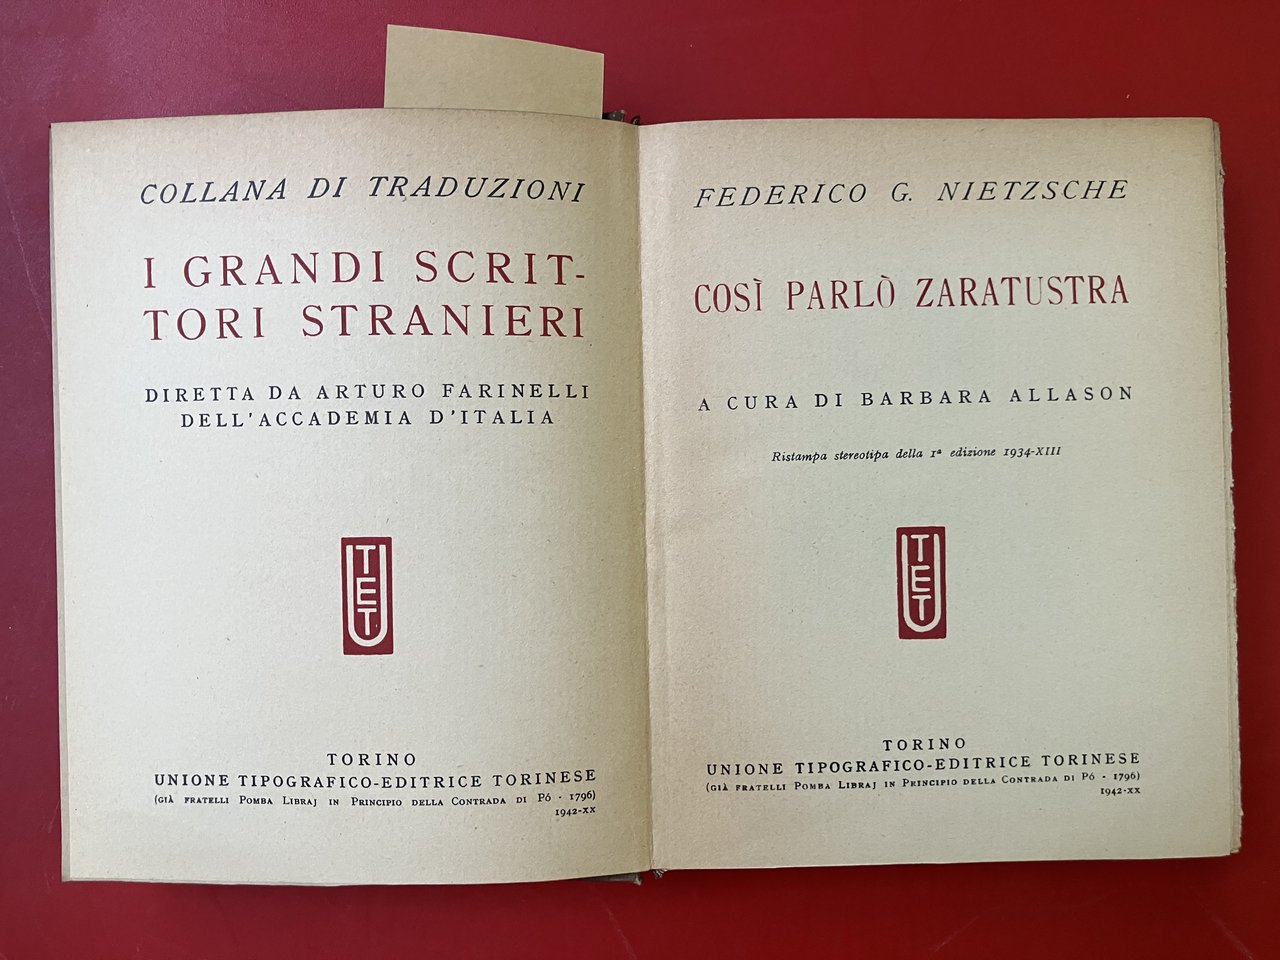 COLLANA DI TRADUZIONI
I GRANDI SCRIT-
TORI STRANIERI
DIRETTA DA ARTURO FARINELLI
DELL'ACCADEMIA D'ITALIA
UTET
TORINO
UNIONE TIPOGRAFICO-EDITRICE TORINESE
(GIÀ FRATELLI POMBA LIBRAJ IN PRINCIPIO DELLA CONTRADA DI PÓ - 1796)
1942-XX
FEDERICO G. NIETZSCHE
COSÌ PARLÒ ZARATUSTRA
A CURA DI BARBARA ALLASON
Ristampa stereotipa della 1ª edizione 1934-XIII
UTET
TORINO
UNIONE TIPOGRAFICO-EDITRICE TORINESE
(GIÀ FRATELLI POMBA LIBRAJ IN PRINCIPIO DELLA CONTRADA DI PÓ - 1796)
1942-XX